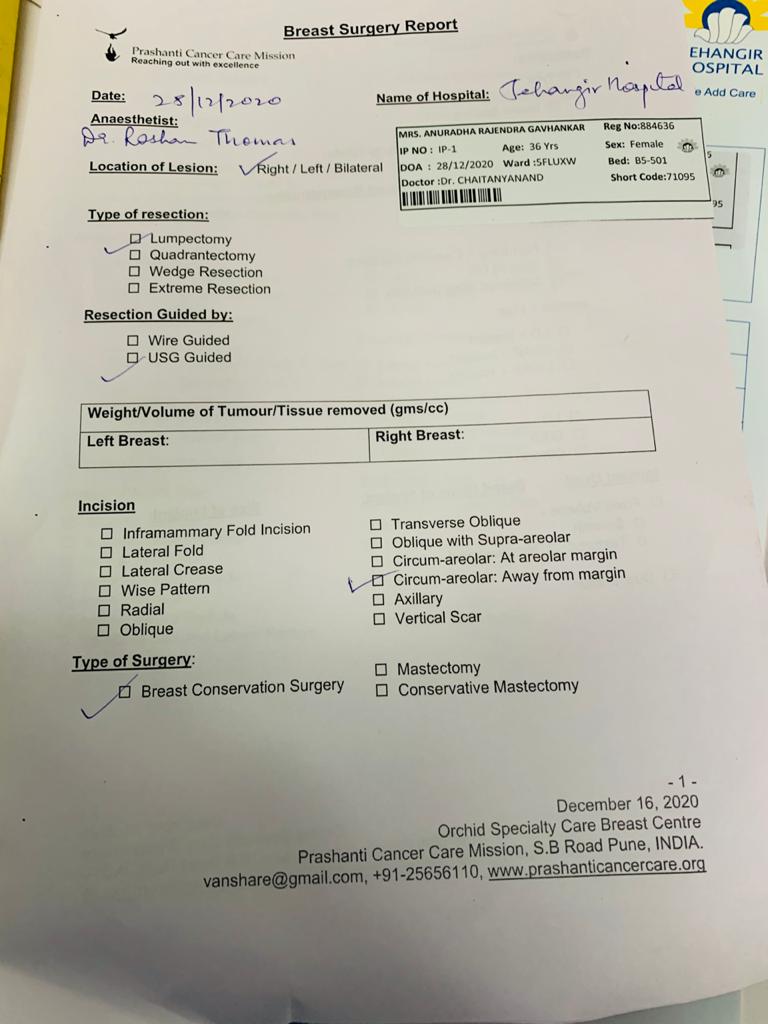 Breast Surgery Report
Prashanti Cancer Care Mission
Reaching out with excellence
EHANGIR
OSPITAL
e Add Care
Date: 28/12/2020
Name of Hospital: Jehangir Hospital
Anaesthetist:
Dr. Roshan Thomas
MRS. ANURADHA RAJENDRA GAVHANKAR Reg No:884636
IP NO : IP-1 Age: 36 Yrs Sex: Female
DOA : 28/12/2020 Ward :5FLUXW Bed: B5-501
Doctor :Dr. CHAITANYANAND Short Code:71095
5
95
Location of Lesion: Right / Left / Bilateral
Type of resection:
Lumpectomy
Quadrantectomy
Wedge Resection
Extreme Resection
Resection Guided by:
Wire Guided
USG Guided
Weight/Volume of Tumour/Tissue removed (gms/cc)
Left Breast: Right Breast:
Incision
Inframammary Fold Incision
Lateral Fold
Lateral Crease
Wise Pattern
Radial
Oblique
Transverse Oblique
Oblique with Supra-areolar
Circum-areolar: At areolar margin
Circum-areolar: Away from margin
Axillary
Vertical Scar
Type of Surgery:
Breast Conservation Surgery
Mastectomy
Conservative Mastectomy
- 1 -
December 16, 2020
Orchid Specialty Care Breast Centre
Prashanti Cancer Care Mission, S.B Road Pune, INDIA.
vanshare@gmail.com, +91-25656110, www.prashanticancercare.org